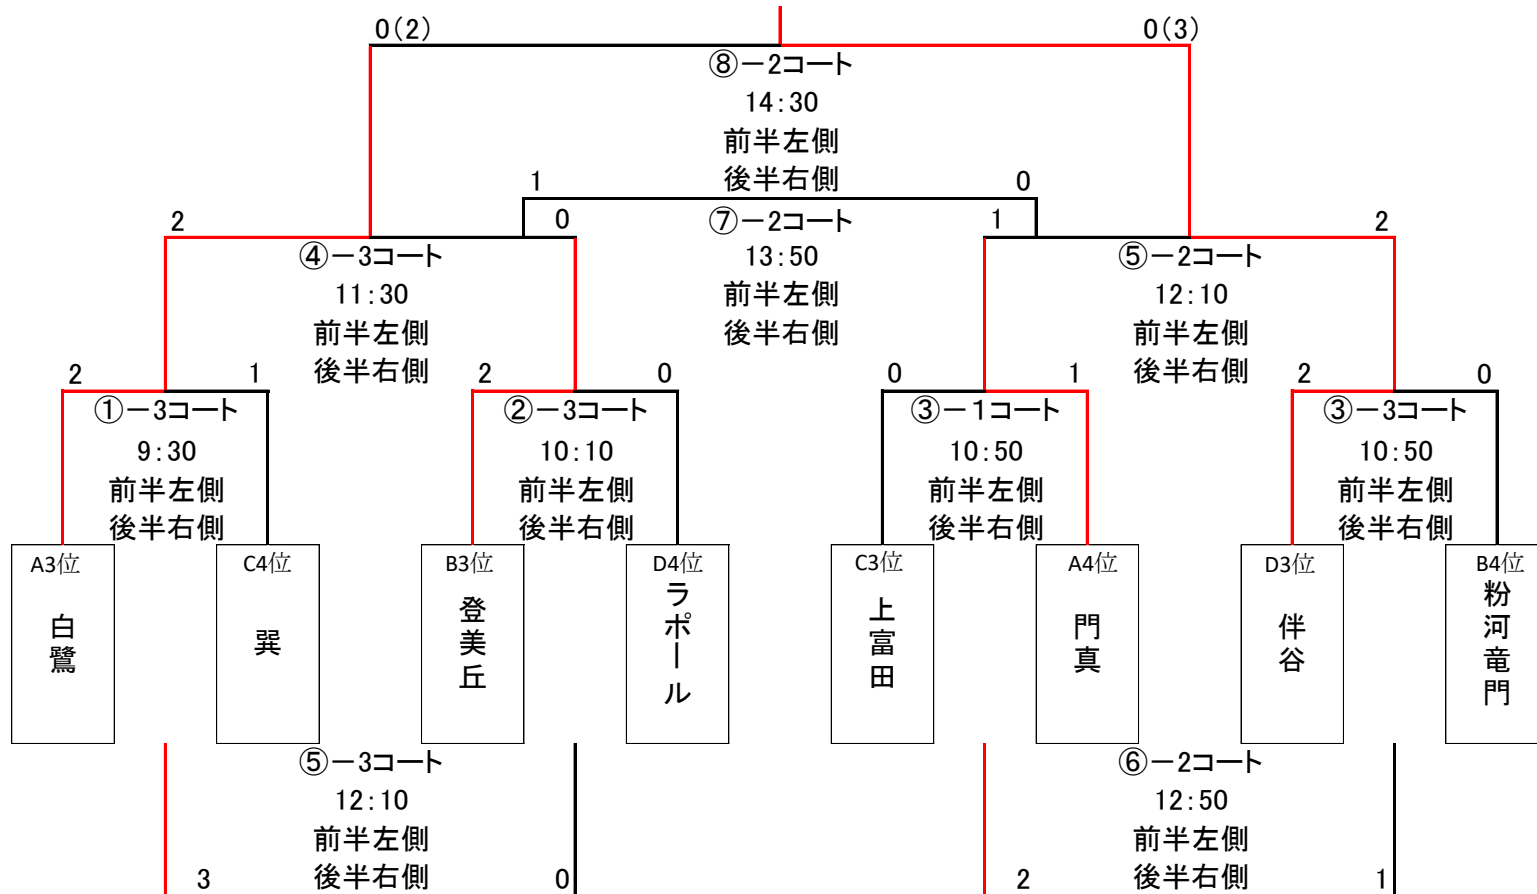 0(2)
0(3)
⑧－2コート
14:30
前半左側
後半右側
1
0
2
0
⑦－2コート
1
2
④－3コート
13:50
⑤－2コート
11:30
前半左側
12:10
前半左側
後半右側
前半左側
後半右側
後半右側
2
1
2
0
0
1
2
0
①－3コート
②－3コート
③－1コート
③－3コート
9:30
10:10
10:50
10:50
前半左側
前半左側
前半左側
前半左側
後半右側
後半右側
後半右側
後半右側
A3位
白鷺
C4位
巽
B3位
登美丘
D4位
ラポール
C3位
上富田
A4位
門真
D3位
伴谷
B4位
粉河竜門
⑤－3コート
⑥－2コート
12:10
12:50
前半左側
前半左側
3
後半右側
0
2
後半右側
1